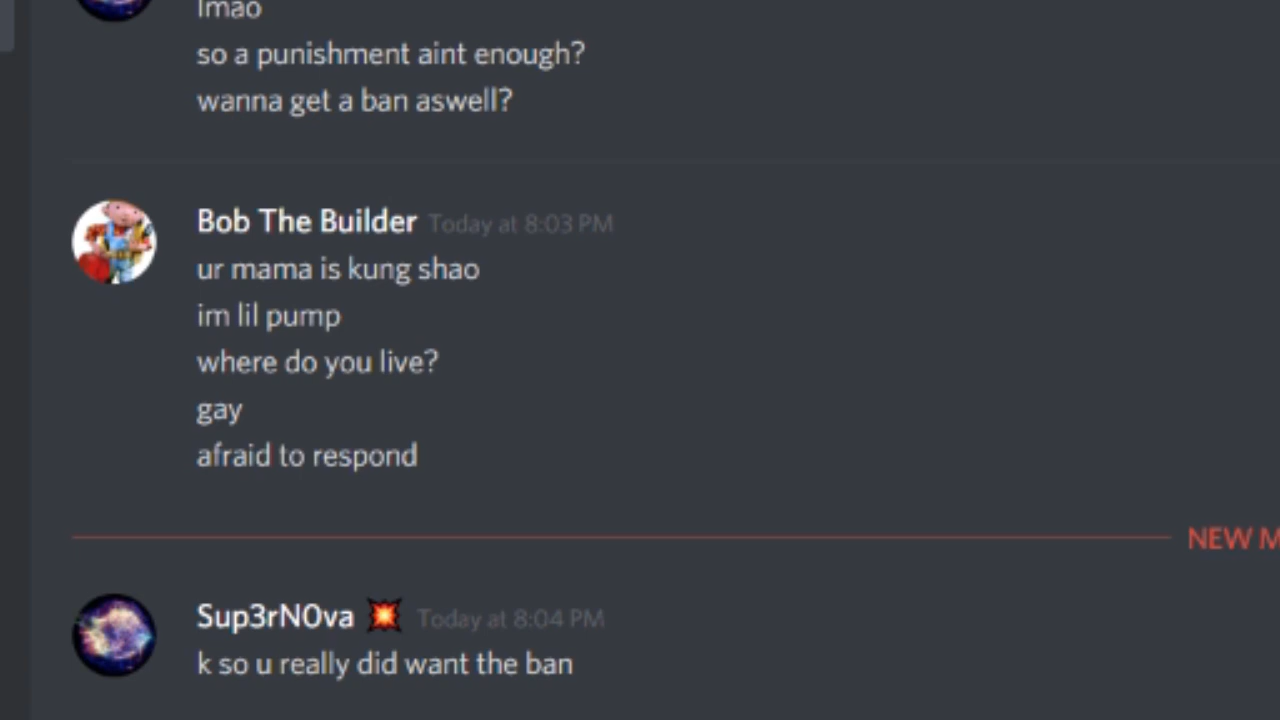 lmao
so a punishment aint enough?
wanna get a ban aswell?
Bob The Builder Today at 8:03 PM
ur mama is kung shao
im lil pump
where do you live?
gay
afraid to respond
NEW M
Sup3rN0va 💥 Today at 8:04 PM
k so u really did want the ban